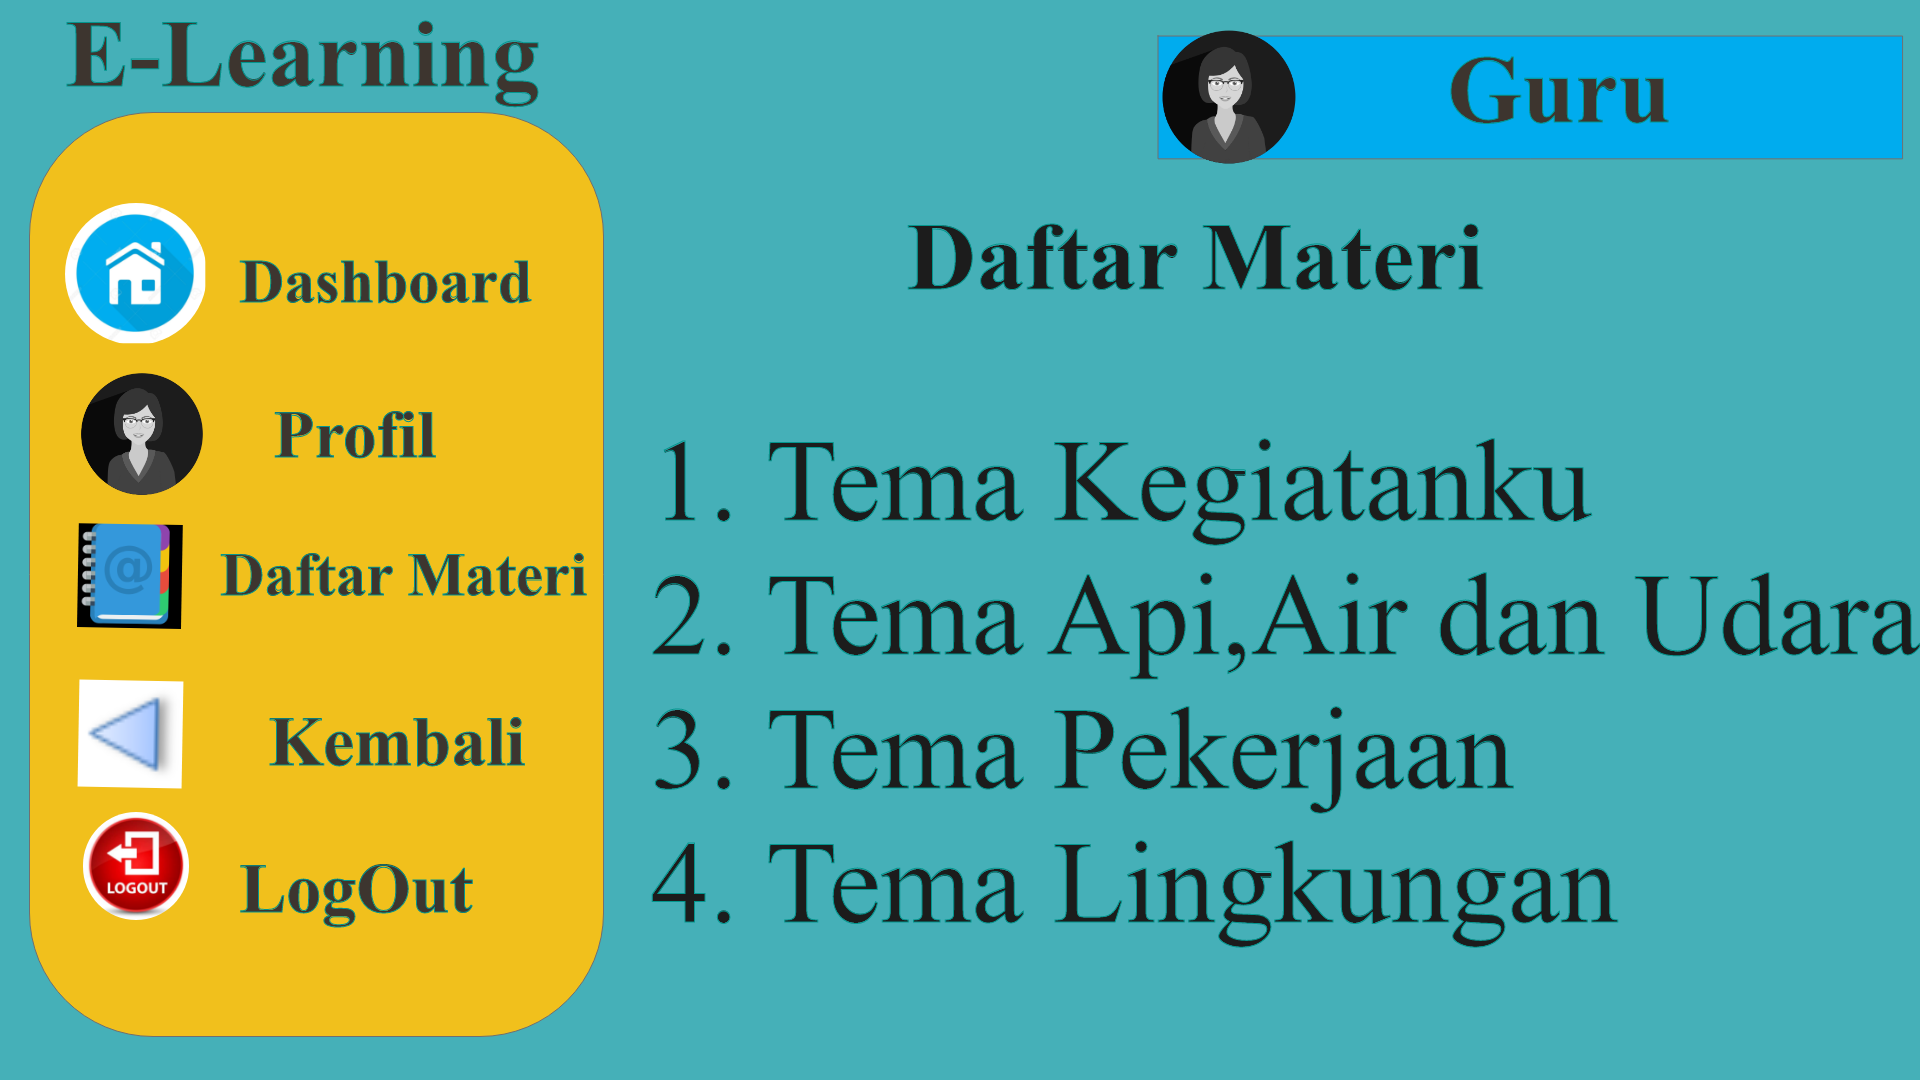 E-Learning
Guru
Dashboard
Profil
@
Daftar Materi
Kembali
LOGOUT
LogOut
Daftar Materi
1. Tema Kegiatanku
2. Tema Api,Air dan Udara
3. Tema Pekerjaan
4. Tema Lingkungan